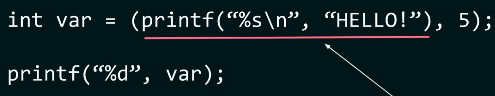 int var = (printf(“%s\n”, “HELLO!”), 5);
printf(“%d”, var);